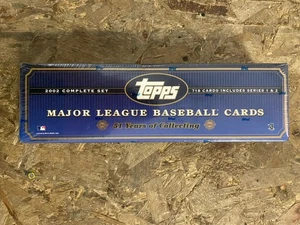 2002 COMPLETE SET
Topps
718 CARDS INCLUDES SERIES 1 & 2
MAJOR LEAGUE BASEBALL CARDS
51 Years of Collecting